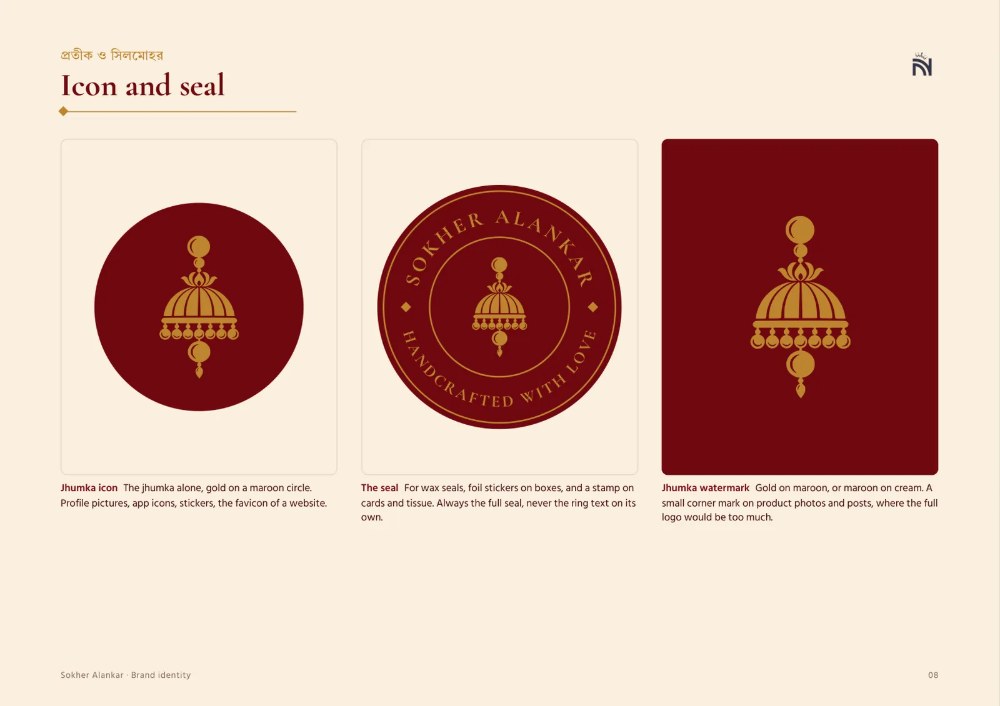 প্রতীক ও সিলমোহর
Icon and seal
SOKHER ALANKAR
HANDCRAFTED WITH LOVE
Jhumka icon The jhumka alone, gold on a maroon circle.
Profile pictures, app icons, stickers, the favicon of a website.
The seal For wax seals, foil stickers on boxes, and a stamp on
cards and tissue. Always the full seal, never the ring text on its
own.
Jhumka watermark Gold on maroon, or maroon on cream. A
small corner mark on product photos and posts, where the full
logo would be too much.
Sokher Alankar · Brand identity
08